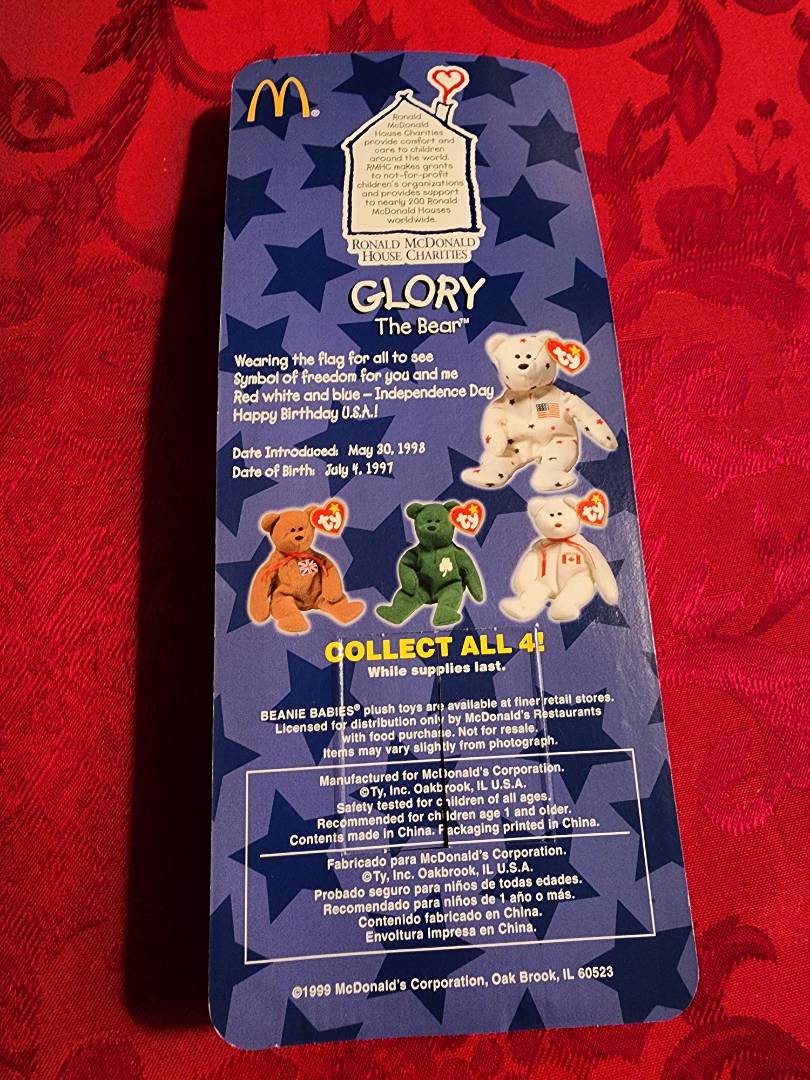 M®
Ronald
McDonald
House Charities
provide comfort and
care to children
around the world.
RMHC makes grants
to not-for-profit
children's organizations
and provides support
to nearly 200 Ronald
McDonald Houses
worldwide.
RONALD MCDONALD
HOUSE CHARITIES
GLORY
The Bear™
Wearing the flag for all to see
Symbol of freedom for you and me
Red white and blue – Independence Day
Happy Birthday U.S.A.!
Date Introduced: May 30, 1998
Date of Birth: July 4, 1997
ty
ty
ty
ty
COLLECT ALL 4!
While supplies last.
BEANIE BABIES® plush toys are available at finer retail stores.
Licensed for distribution only by McDonald's Restaurants
with food purchase. Not for resale.
Items may vary slightly from photograph.
Manufactured for McDonald's Corporation.
©Ty, Inc. Oakbrook, IL U.S.A.
Safety tested for children of all ages.
Recommended for children age 1 and older.
Contents made in China. Packaging printed in China.
Fabricado para McDonald's Corporation.
©Ty, Inc. Oakbrook, IL U.S.A.
Probado seguro para niños de todas edades.
Recomendado para niños de 1 año o más.
Contenido fabricado en China.
Envoltura impresa en China.
©1999 McDonald's Corporation, Oak Brook, IL 60523